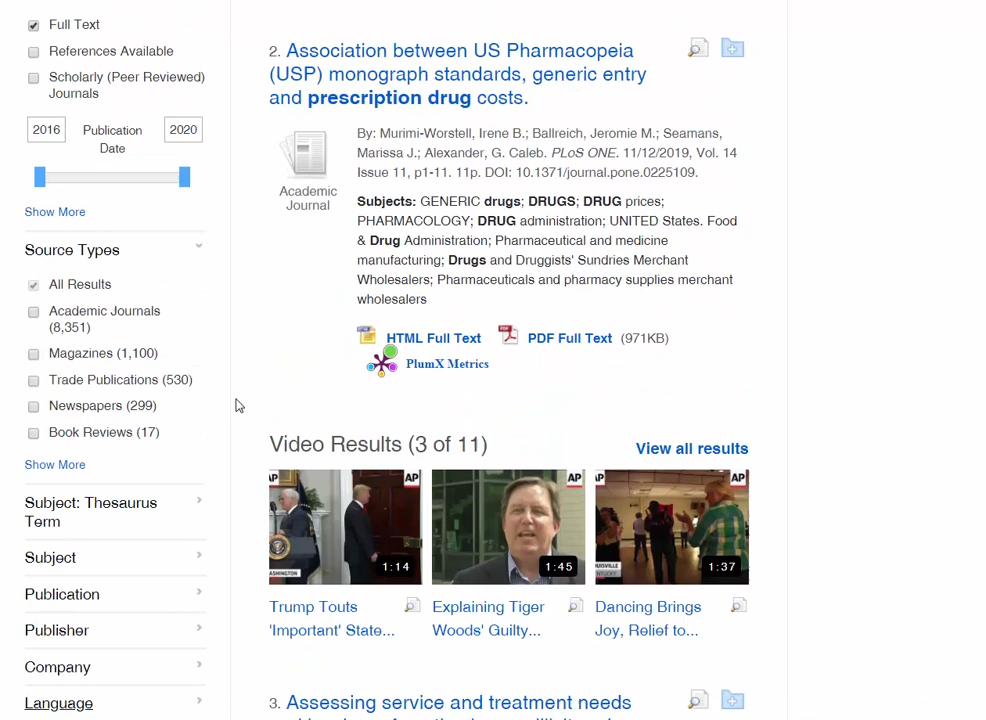 Full Text
References Available
Scholarly (Peer Reviewed)
Journals
2016
Publication
Date
2020
Show More
Source Types
All Results
Academic Journals
(8,351)
Magazines (1,100)
Trade Publications (530)
Newspapers (299)
Book Reviews (17)
Show More
Subject: Thesaurus
Term
Subject
Publication
Publisher
Company
Language
2. Association between US Pharmacopeia
(USP) monograph standards, generic entry
and prescription drug costs.
Academic
Journal
By: Murimi-Worstell, Irene B.; Ballreich, Jeromie M.; Seamans,
Marissa J.; Alexander, G. Caleb. PLoS ONE. 11/12/2019, Vol. 14
Issue 11, p1-11. 11p. DOI: 10.1371/journal.pone.0225109.
Subjects: GENERIC drugs; DRUGS; DRUG prices;
PHARMACOLOGY; DRUG administration; UNITED States. Food
& Drug Administration; Pharmaceutical and medicine
manufacturing; Drugs and Druggists' Sundries Merchant
Wholesalers; Pharmaceuticals and pharmacy supplies merchant
wholesalers
HTML Full Text PDF Full Text (971KB)
PlumX Metrics
Video Results (3 of 11)
View all results
AP
AP
1:14
AP
1:45
AP
1:37
Trump Touts
'Important' State...
Explaining Tiger
Woods' Guilty...
Dancing Brings
Joy, Relief to...
3. Assessing service and treatment needs